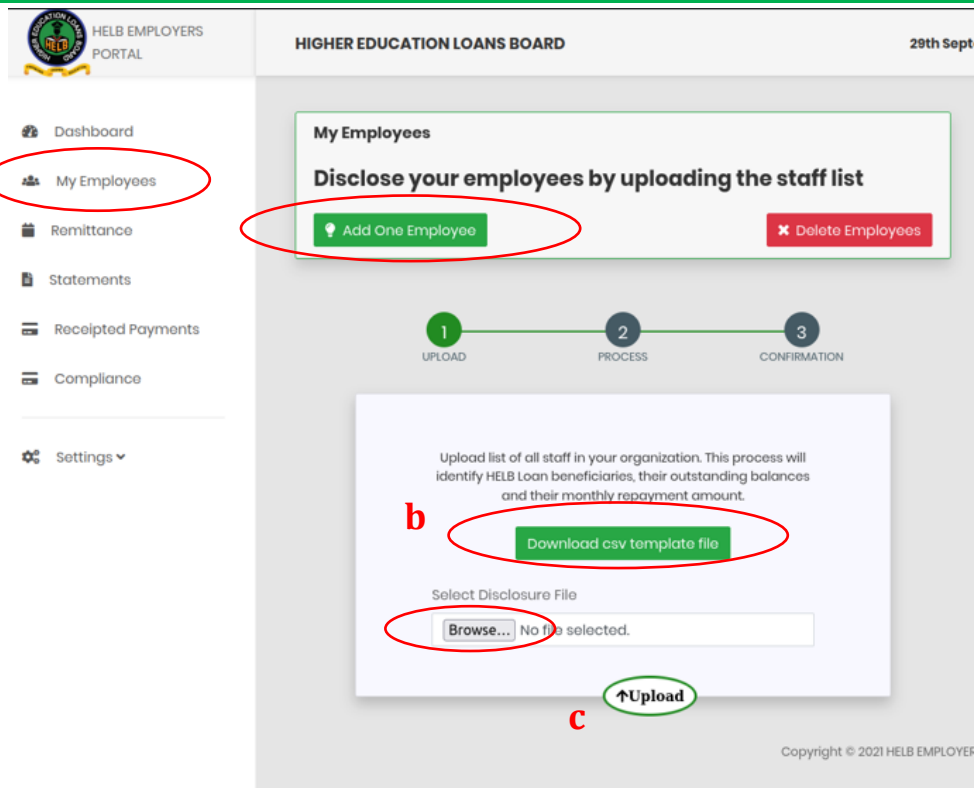 HELB EMPLOYERS
PORTAL
HIGHER EDUCATION LOANS BOARD
29th Sept
Dashboard
My Employees
Remittance
Statements
Receipted Payments
Compliance
Settings
My Employees
Disclose your employees by uploading the staff list
Add One Employee
Delete Employees
1
2
3
UPLOAD
PROCESS
CONFIRMATION
Upload list of all staff in your organization. This process will
identify HELB Loan beneficiaries, their outstanding balances
and their monthly repayment amount.
b
Download csv template file
Select Disclosure File
Browse... No file selected.
↑Upload
c
Copyright © 2021 HELB EMPLOYER